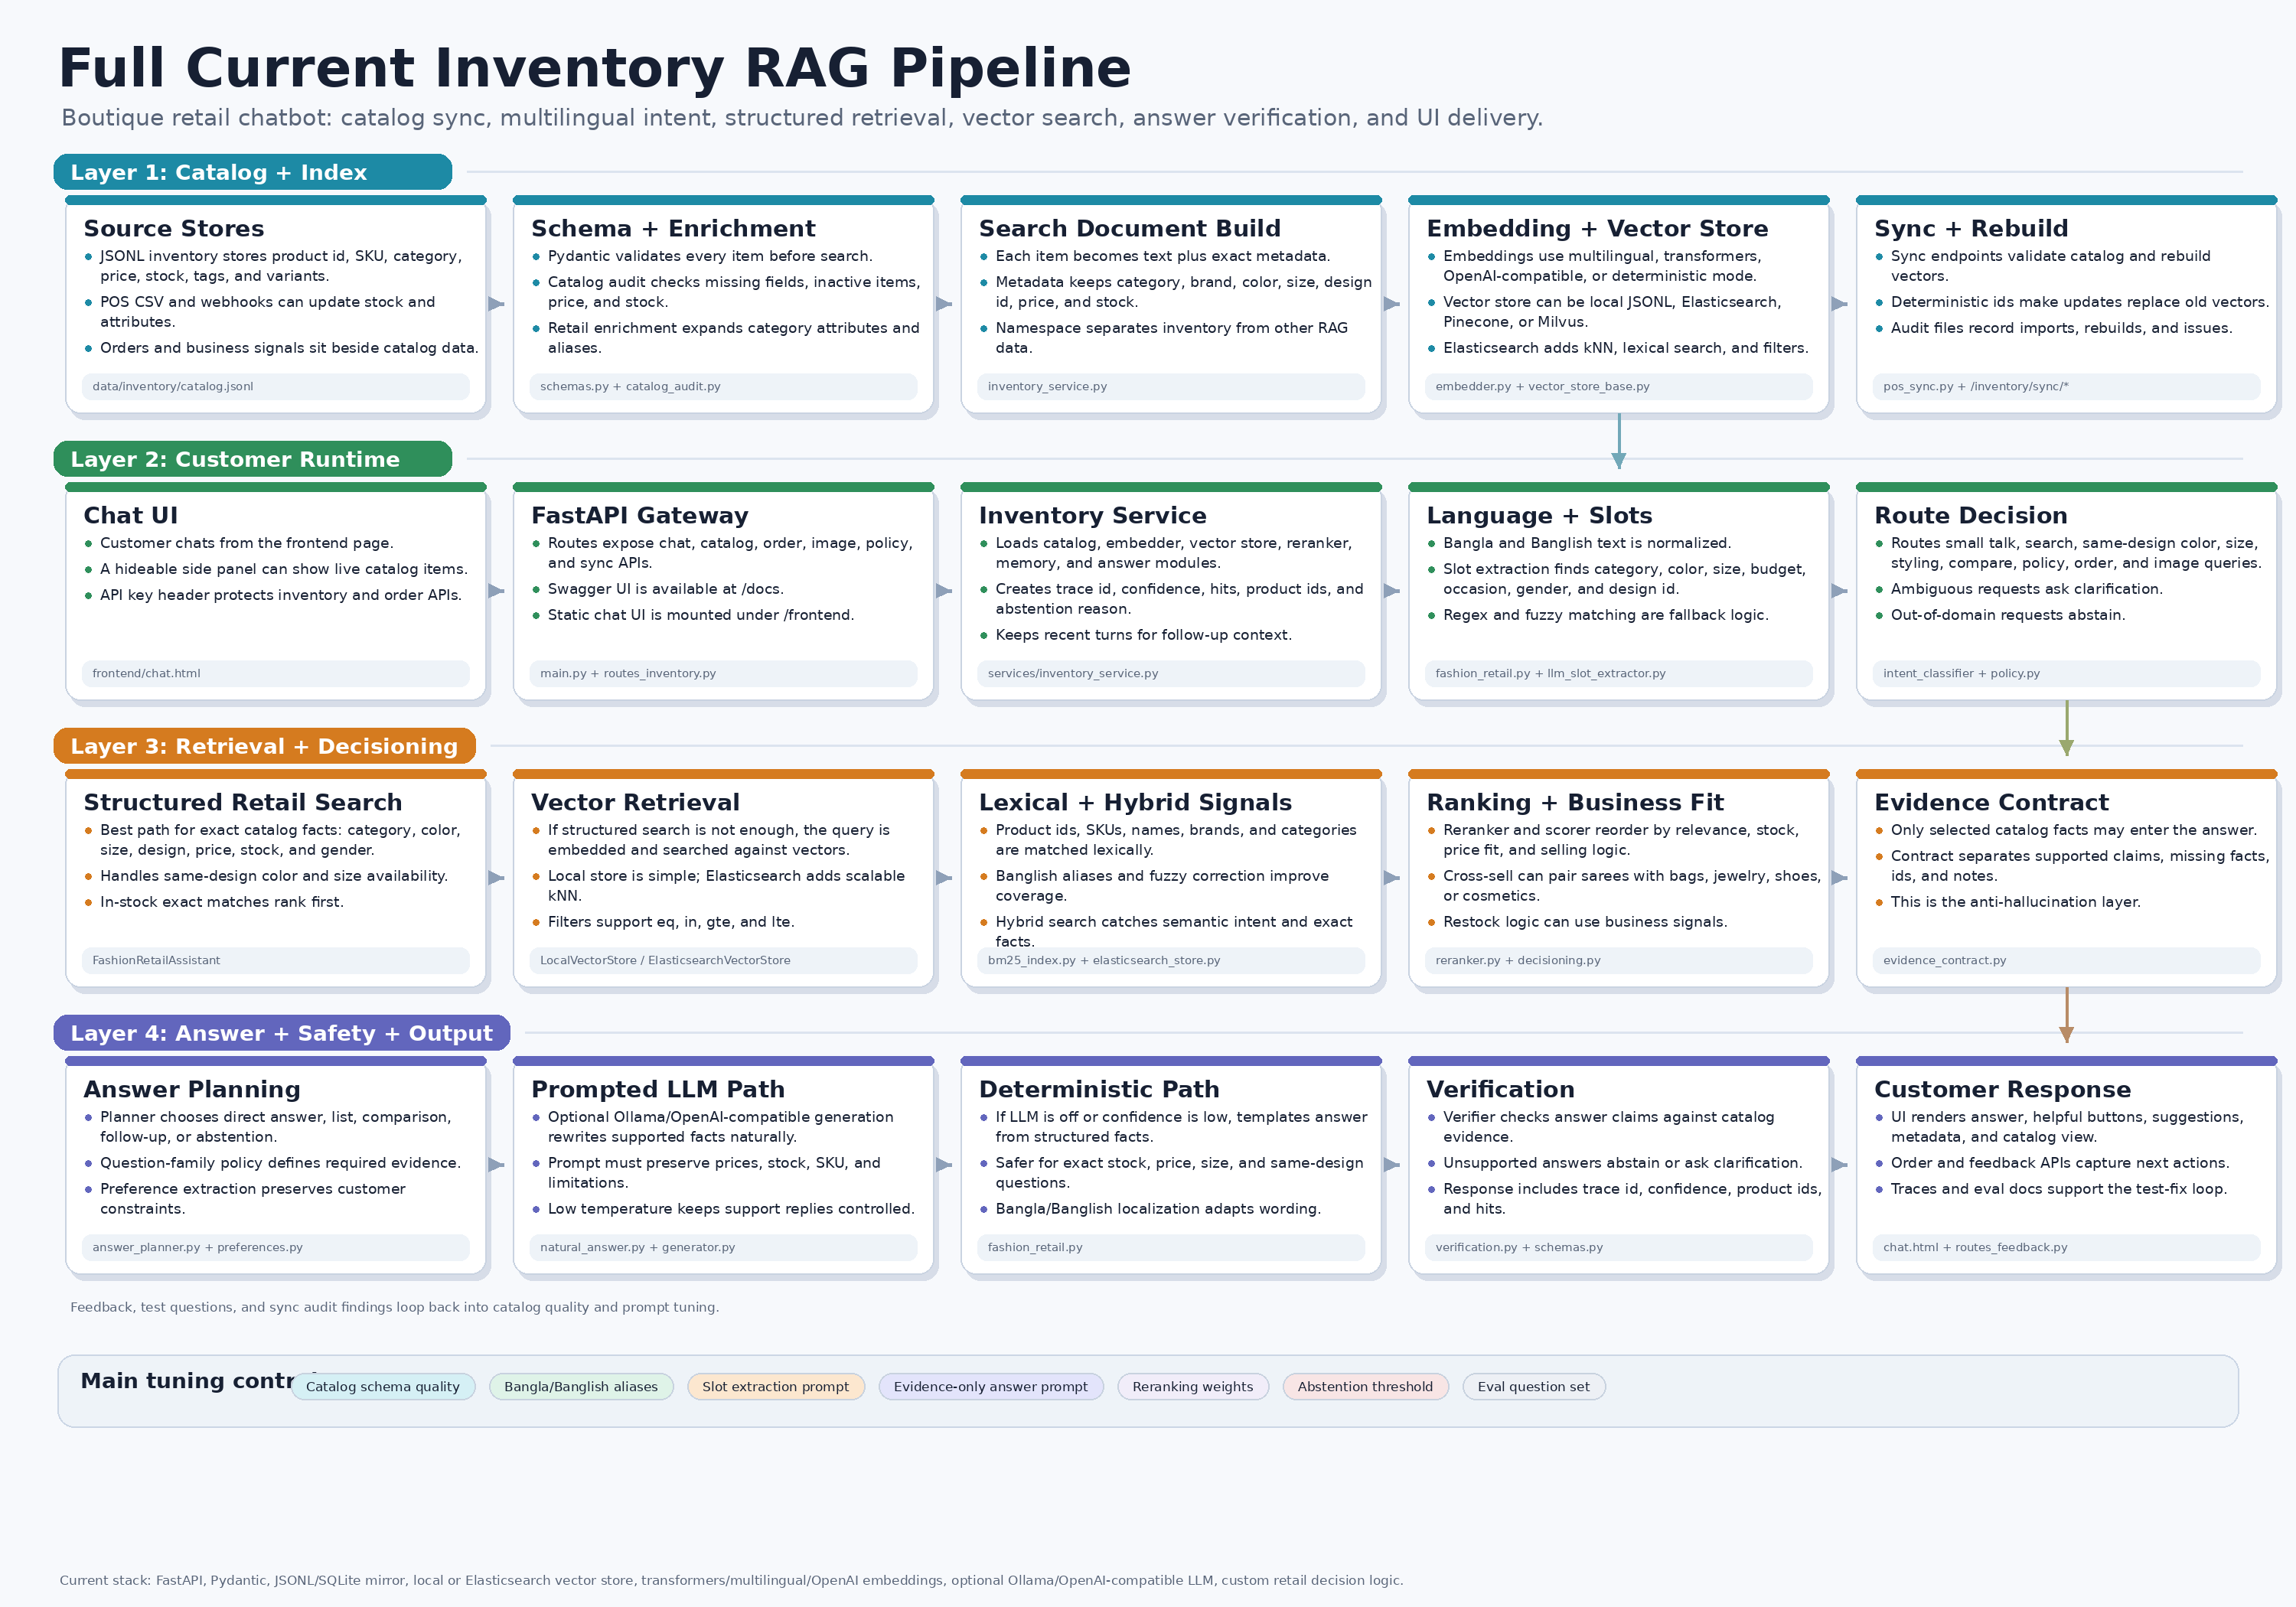 Full Current Inventory RAG Pipeline
Boutique retail chatbot: catalog sync, multilingual intent, structured retrieval, vector search, answer verification, and UI delivery.
Layer 1: Catalog + Index
Source Stores
JSONL inventory stores product id, SKU, category,
price, stock, tags, and variants.
POS CSV and webhooks can update stock and
attributes.
Orders and business signals sit beside catalog data.
data/inventory/catalog.jsonl
Schema + Enrichment
Pydantic validates every item before search.
Catalog audit checks missing fields, inactive items,
price, and stock.
Retail enrichment expands category attributes and
aliases.
schemas.py + catalog_audit.py
Search Document Build
Each item becomes text plus exact metadata.
Metadata keeps category, brand, color, size, design
id, price, and stock.
Namespace separates inventory from other RAG
data.
inventory_service.py
Embedding + Vector Store
Embeddings use multilingual, transformers,
OpenAI-compatible, or deterministic mode.
Vector store can be local JSONL, Elasticsearch,
Pinecone, or Milvus.
Elasticsearch adds kNN, lexical search, and filters.
embedder.py + vector_store_base.py
Sync + Rebuild
Sync endpoints validate catalog and rebuild
vectors.
Deterministic ids make updates replace old vectors.
Audit files record imports, rebuilds, and issues.
pos_sync.py + /inventory/sync/*
Layer 2: Customer Runtime
Chat UI
Customer chats from the frontend page.
A hideable side panel can show live catalog items.
API key header protects inventory and order APIs.
frontend/chat.html
FastAPI Gateway
Routes expose chat, catalog, order, image, policy,
and sync APIs.
Swagger UI is available at /docs.
Static chat UI is mounted under /frontend.
main.py + routes_inventory.py
Inventory Service
Loads catalog, embedder, vector store, reranker,
memory, and answer modules.
Creates trace id, confidence, hits, product ids, and
abstention reason.
Keeps recent turns for follow-up context.
services/inventory_service.py
Language + Slots
Bangla and Banglish text is normalized.
Slot extraction finds category, color, size, budget,
occasion, gender, and design id.
Regex and fuzzy matching are fallback logic.
fashion_retail.py + llm_slot_extractor.py
Route Decision
Routes small talk, search, same-design color, size,
styling, compare, policy, order, and image queries.
Ambiguous requests ask clarification.
Out-of-domain requests abstain.
intent_classifier + policy.py
Layer 3: Retrieval + Decisioning
Structured Retail Search
Best path for exact catalog facts: category, color,
size, design, price, stock, and gender.
Handles same-design color and size availability.
In-stock exact matches rank first.
FashionRetailAssistant
Vector Retrieval
If structured search is not enough, the query is
embedded and searched against vectors.
Local store is simple; Elasticsearch adds scalable
kNN.
Filters support eq, in, gte, and lte.
LocalVectorStore / ElasticsearchVectorStore
Lexical + Hybrid Signals
Product ids, SKUs, names, brands, and categories
are matched lexically.
Banglish aliases and fuzzy correction improve
coverage.
Hybrid search catches semantic intent and exact
facts.
bm25_index.py + elasticsearch_store.py
Ranking + Business Fit
Reranker and scorer reorder by relevance, stock,
price fit, and selling logic.
Cross-sell can pair sarees with bags, jewelry, shoes,
or cosmetics.
Restock logic can use business signals.
reranker.py + decisioning.py
Evidence Contract
Only selected catalog facts may enter the answer.
Contract separates supported claims, missing facts,
ids, and notes.
This is the anti-hallucination layer.
evidence_contract.py
Layer 4: Answer + Safety + Output
Answer Planning
Planner chooses direct answer, list, comparison,
follow-up, or abstention.
Question-family policy defines required evidence.
Preference extraction preserves customer
constraints.
answer_planner.py + preferences.py
Prompted LLM Path
Optional Ollama/OpenAI-compatible generation
rewrites supported facts naturally.
Prompt must preserve prices, stock, SKU, and
limitations.
Low temperature keeps support replies controlled.
natural_answer.py + generator.py
Deterministic Path
If LLM is off or confidence is low, templates answer
from structured facts.
Safer for exact stock, price, size, and same-design
questions.
Bangla/Banglish localization adapts wording.
fashion_retail.py
Verification
Verifier checks answer claims against catalog
evidence.
Unsupported answers abstain or ask clarification.
Response includes trace id, confidence, product ids,
and hits.
verification.py + schemas.py
Customer Response
UI renders answer, helpful buttons, suggestions,
metadata, and catalog view.
Order and feedback APIs capture next actions.
Traces and eval docs support the test-fix loop.
chat.html + routes_feedback.py
Feedback, test questions, and sync audit findings loop back into catalog quality and prompt tuning.
Main tuning
Catalog schema quality
Bangla/Banglish aliases
Slot extraction prompt
Evidence-only answer prompt
Reranking weights
Abstention threshold
Eval question set
Current stack: FastAPI, Pydantic, JSONL/SQLite mirror, local or Elasticsearch vector store, transformers/multilingual/OpenAI embeddings, optional Ollama/OpenAI-compatible LLM, custom retail decision logic.